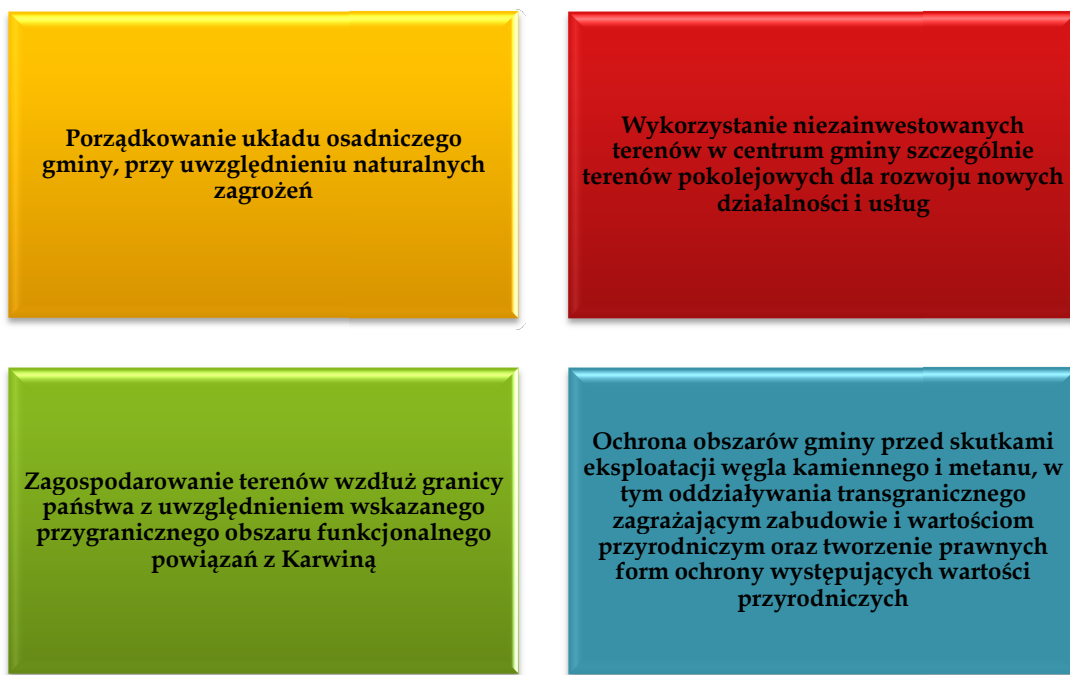 Porządkowanie układu osadniczego
gminy, przy uwzględnieniu naturalnych
zagrożeń
Wykorzystanie niezainwestowanych
terenów w centrum gminy szczególnie
terenów pokolejowych dla rozwoju nowych
działalności i usług
Zagospodarowanie terenów wzdłuż granicy
państwa z uwzględnieniem wskazanego
przygranicznego obszaru funkcjonalnego
powiązań z Karwiną
Ochrona obszarów gminy przed skutkami
eksploatacji węgla kamiennego i metanu, w
tym oddziaływania transgranicznego
zagrażającym zabudowie i wartościom
przyrodniczym oraz tworzenie prawnych
form ochrony występujących wartości
przyrodniczych